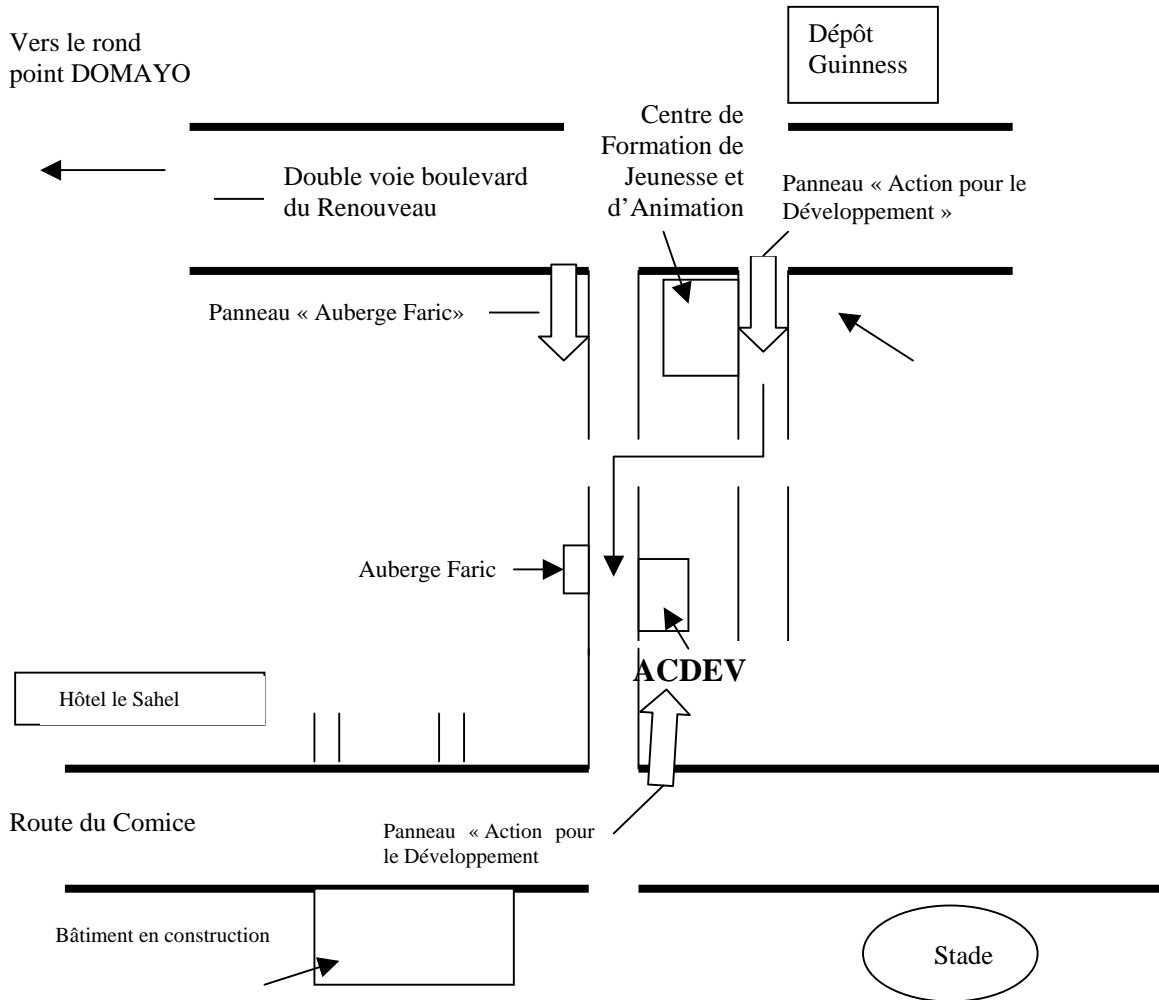 Vers le rond
point DOMAYO
Dépôt
Guinness
Centre de
Formation de
Jeunesse et
d’Animation
Double voie boulevard
du Renouveau
Panneau « Action pour le
Développement »
Panneau « Auberge Faric»
Auberge Faric
ACDEV
Hôtel le Sahel
Route du Comice
Panneau « Action pour
le Développement
Bâtiment en construction
Stade